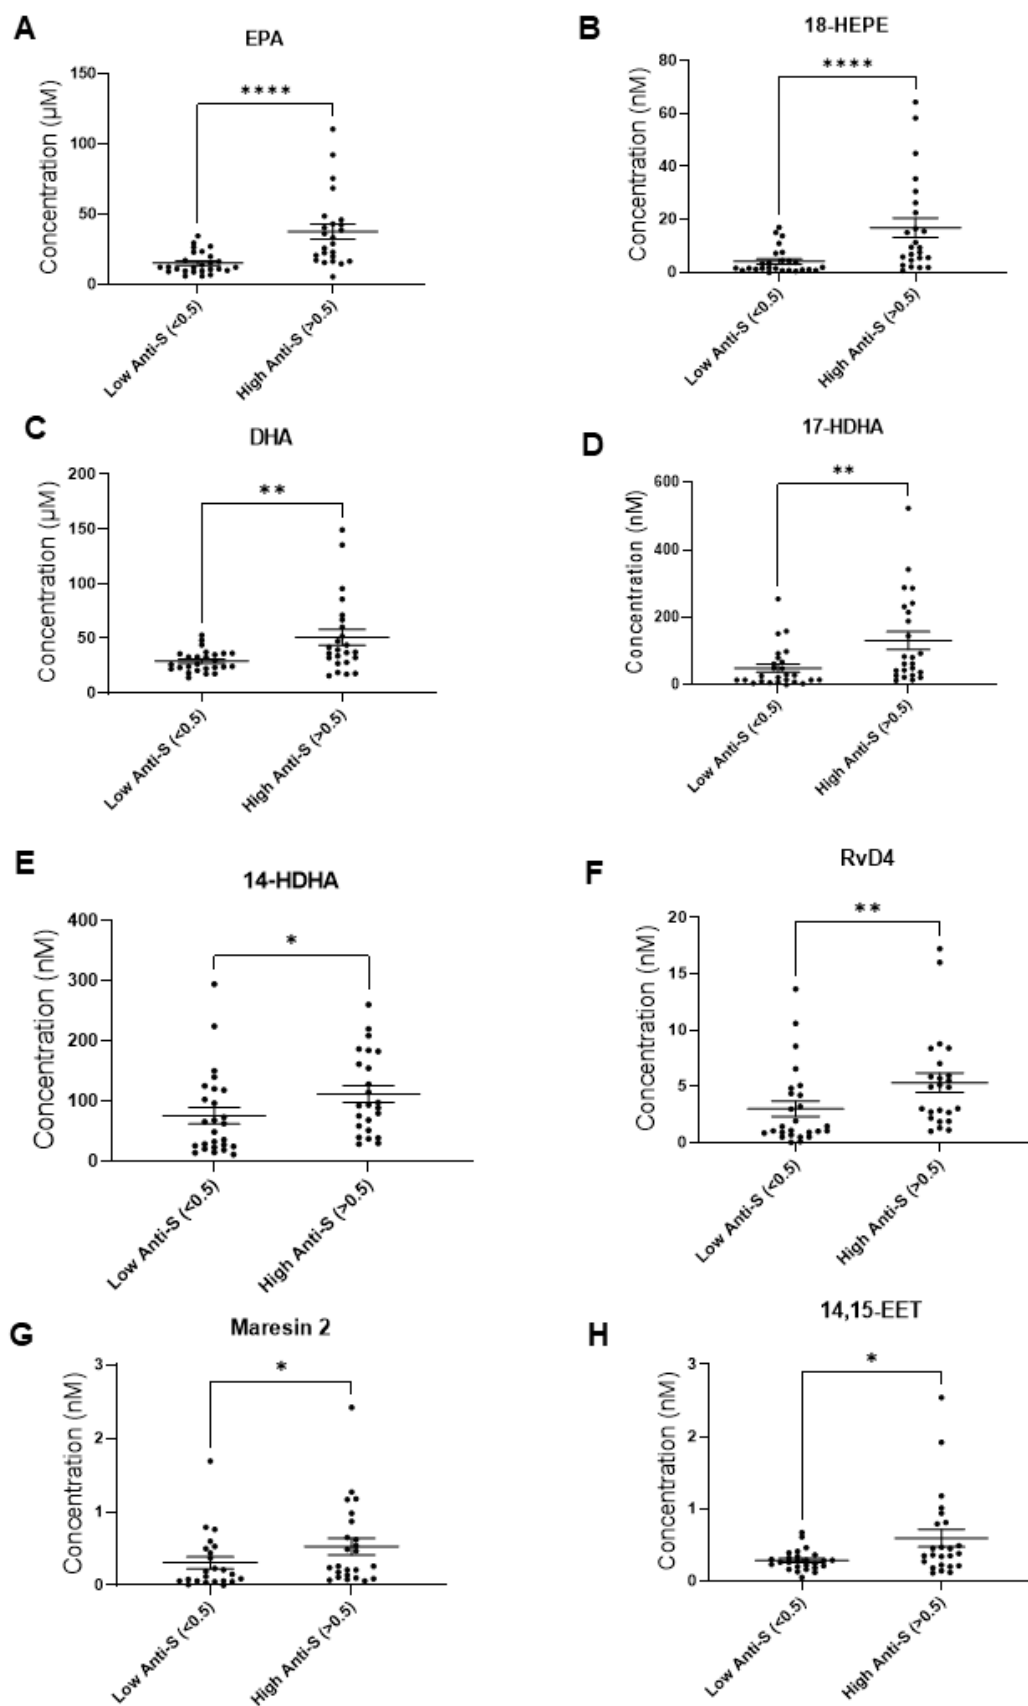 A
EPA
Concentration (µM)
150
100
50
0
****
Low Anti-S (<0.5)
High Anti-S (>0.5)
B
18-HEPE
Concentration (nM)
80
60
40
20
0
****
Low Anti-S (<0.5)
High Anti-S (>0.5)
C
DHA
Concentration (µM)
200
150
100
50
0
**
Low Anti-S (<0.5)
High Anti-S (>0.5)
D
17-HDHA
Concentration (nM)
600
400
200
0
**
Low Anti-S (<0.5)
High Anti-S (>0.5)
E
14-HDHA
Concentration (nM)
400
300
200
100
0
*
Low Anti-S (<0.5)
High Anti-S (>0.5)
F
RvD4
Concentration (nM)
20
15
10
5
0
**
Low Anti-S (<0.5)
High Anti-S (>0.5)
G
Maresin 2
Concentration (nM)
3
2
1
0
*
Low Anti-S (<0.5)
High Anti-S (>0.5)
H
14,15-EET
Concentration (nM)
3
2
1
0
*
Low Anti-S (<0.5)
High Anti-S (>0.5)